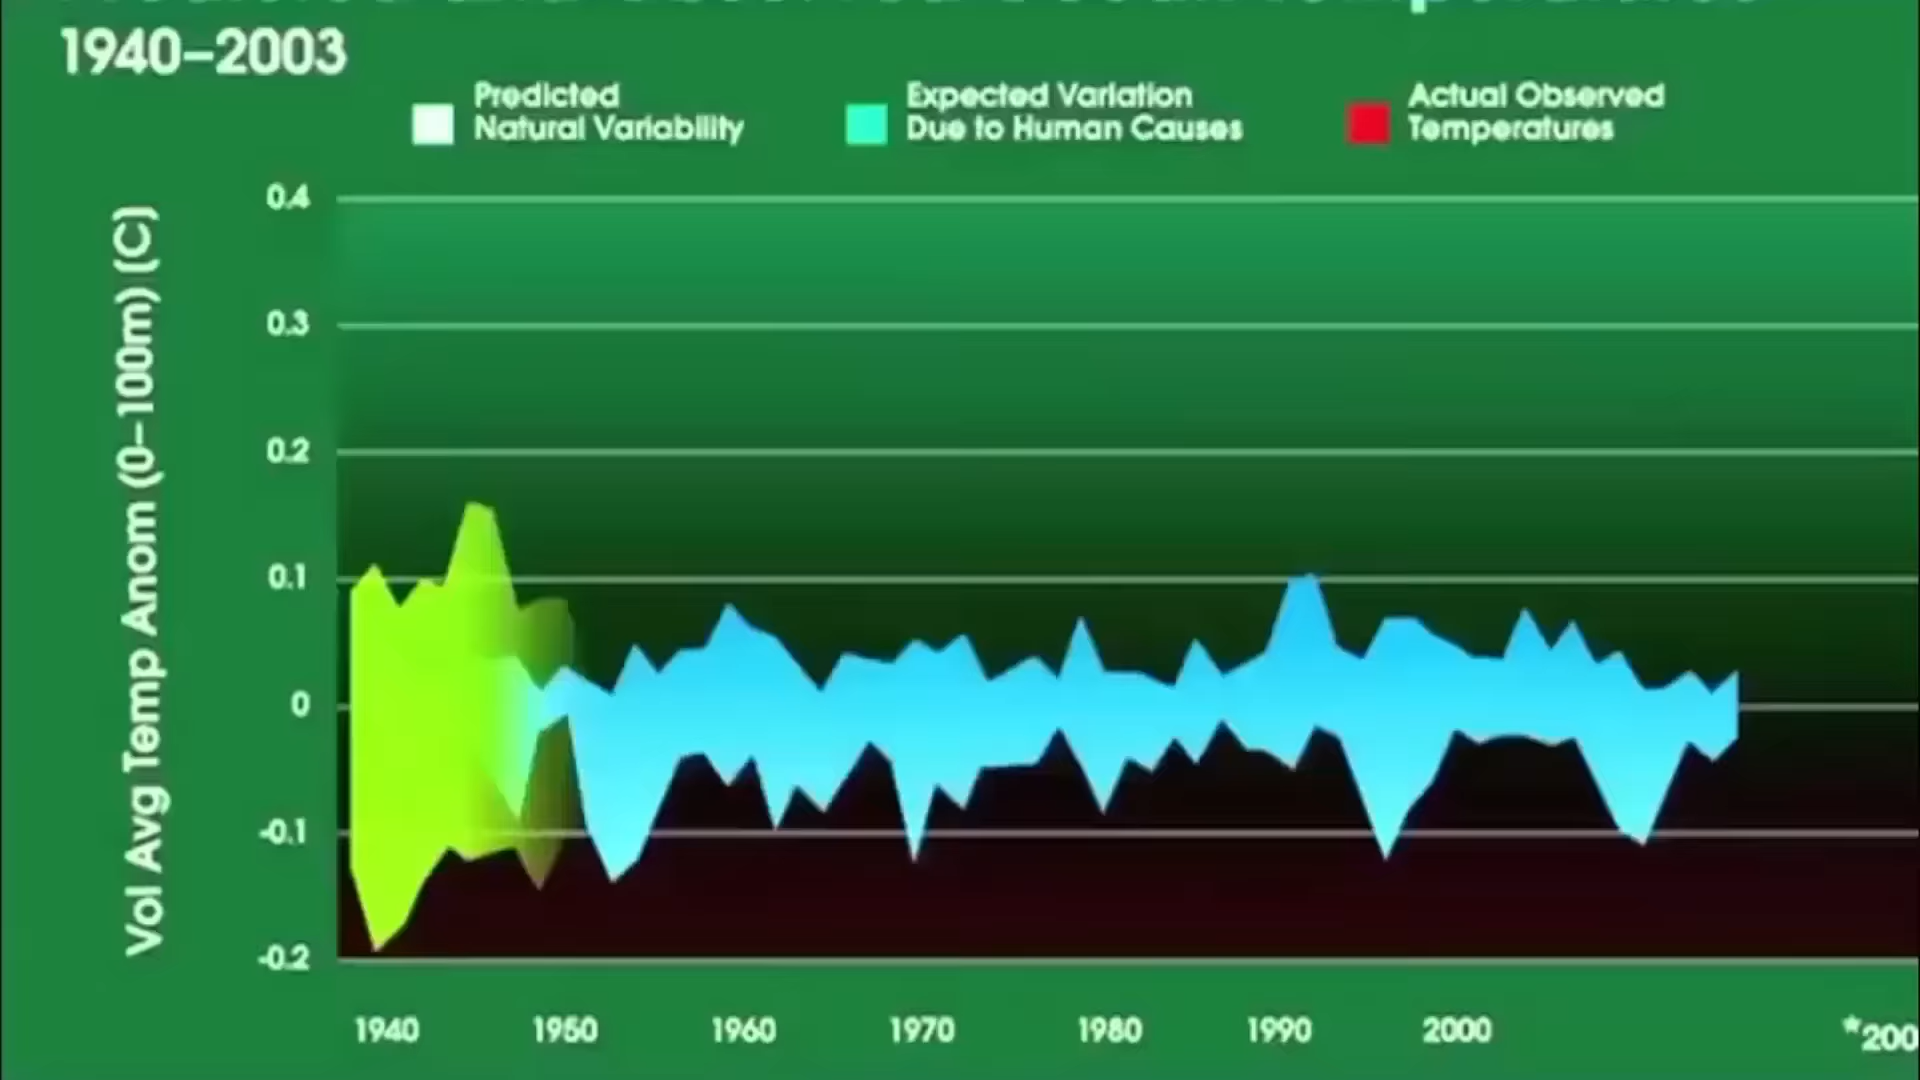 1940–2003
Predicted
Natural Variability
Expected Variation
Due to Human Causes
Actual Observed
Temperatures
Vol Avg Temp Anom (0–100m) (C)
0.4
0.3
0.2
0.1
0
-0.1
-0.2
1940 1950 1960 1970 1980 1990 2000 *200